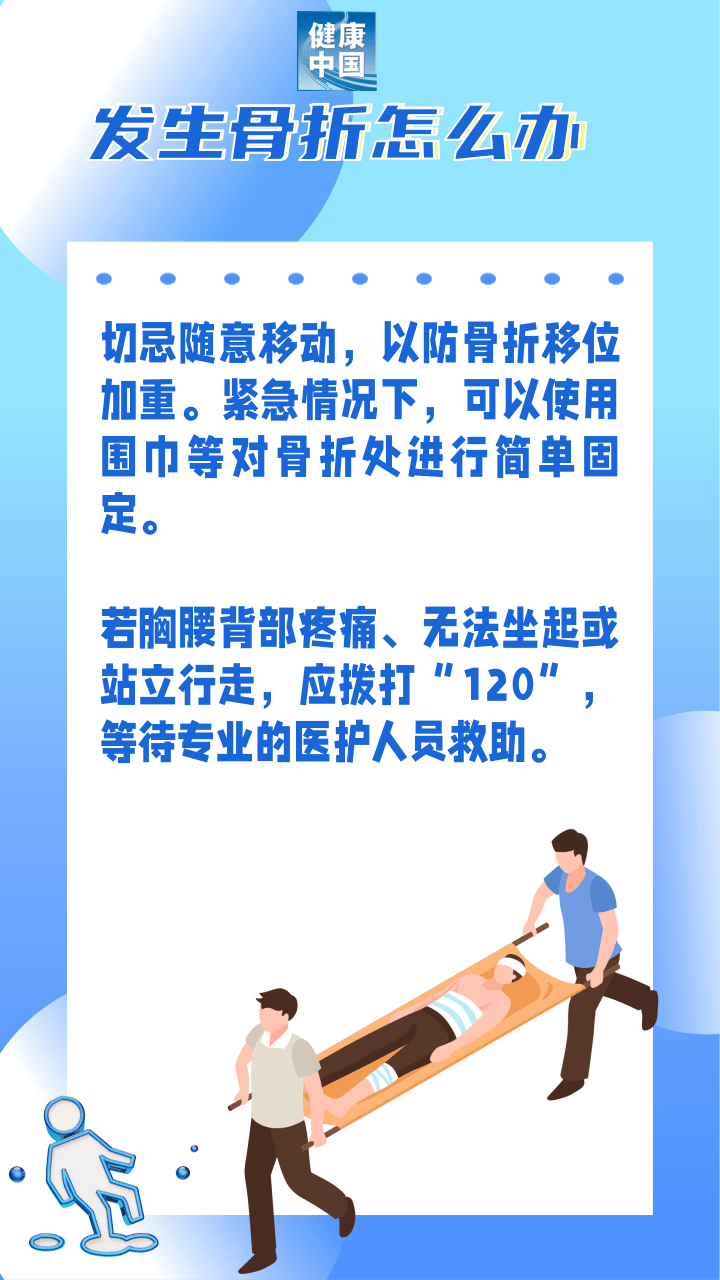 健康
中国
发生骨折怎么办
切忌随意移动，以防骨折移位
加重。紧急情况下，可以使用
围巾等对骨折处进行简单固
定。
若胸腰背部疼痛、无法坐起或
站立行走，应拨打“120”，
等待专业的医护人员救助。